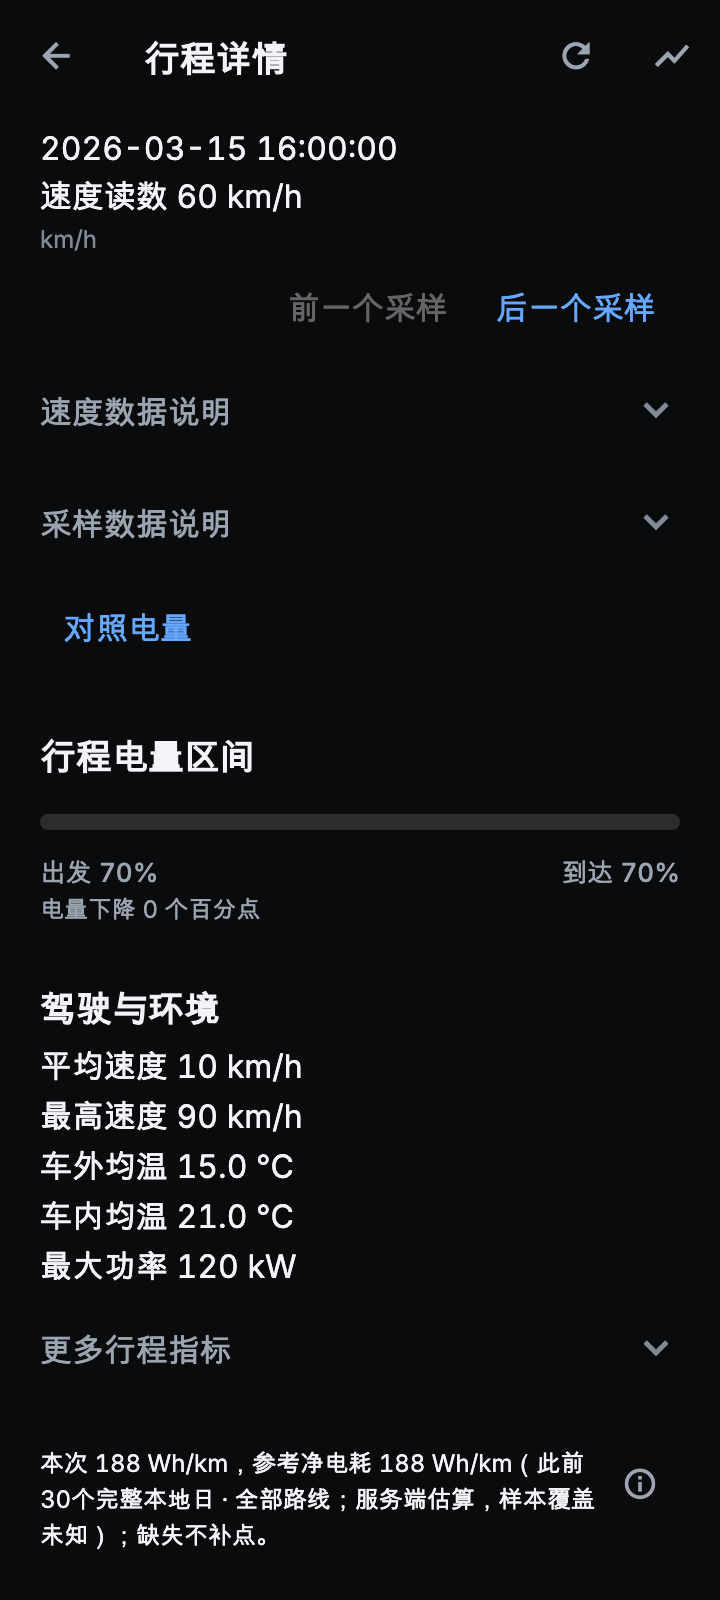 行程详情
2026-03-15 16:00:00
速度读数 60 km/h
km/h
前一个采样 后一个采样
速度数据说明
采样数据说明
对照电量
行程电量区间
出发 70% 到达 70%
电量下降 0 个百分点
驾驶与环境
平均速度 10 km/h
最高速度 90 km/h
车外均温 15.0 °C
车内均温 21.0 °C
最大功率 120 kW
更多行程指标
本次 188 Wh/km，参考净电耗 188 Wh/km（此前
30个完整本地日 · 全部路线；服务端估算，样本覆盖
未知）；缺失不补点。